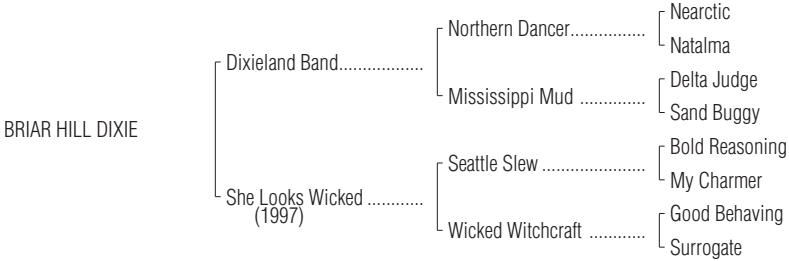 Nearctic
Northern Dancer................
Natalma
Dixieland Band..................
Delta Judge
Mississippi Mud ..............
Sand Buggy
BRIAR HILL DIXIE
Bold Reasoning
Seattle Slew ......................
My Charmer
She Looks Wicked ............
(1997)
Good Behaving
Wicked Witchcraft ............
Surrogate